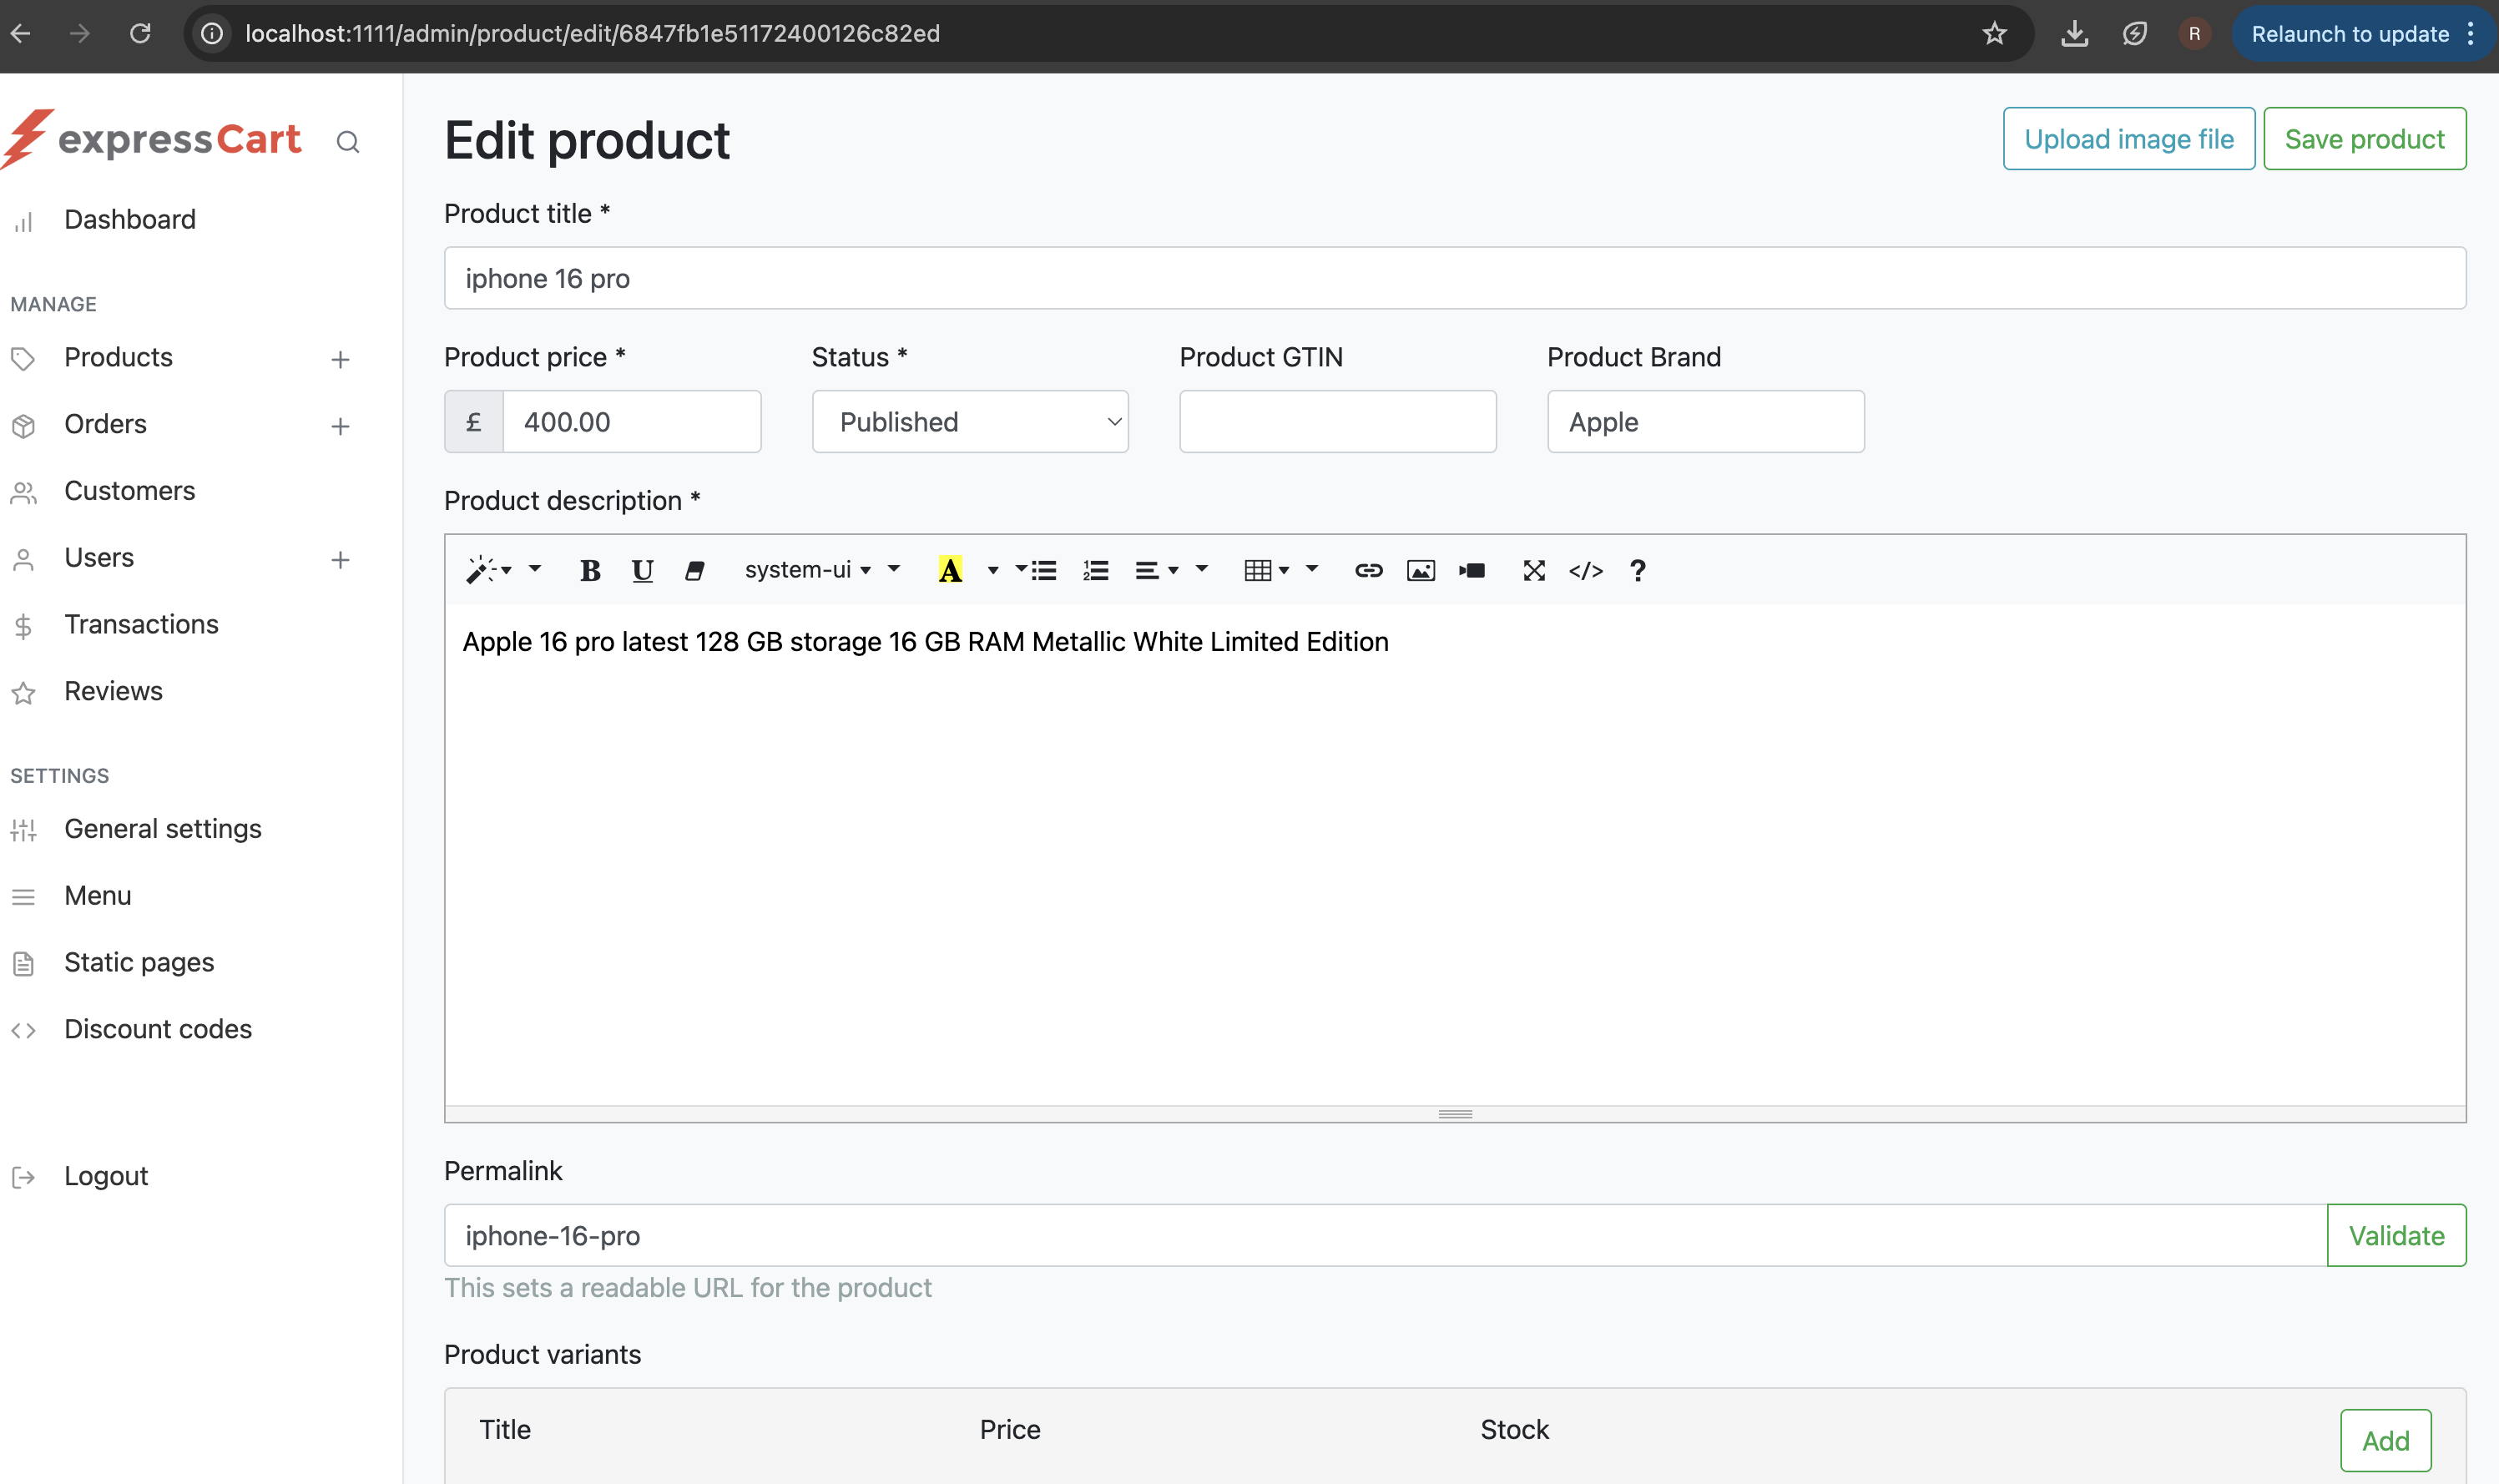 localhost:1111/admin/product/edit/6847fb1e51172400126c82ed
R
Relaunch to update
expressCart
Dashboard
MANAGE
Products
Orders
Customers
Users
Transactions
Reviews
SETTINGS
General settings
Menu
Static pages
Discount codes
Logout
Edit product
Upload image file
Save product
Product title *
iphone 16 pro
Product price * Status * Product GTIN Product Brand
£ 400.00 Published Apple
Product description *
B U system-ui A </> ?
Apple 16 pro latest 128 GB storage 16 GB RAM Metallic White Limited Edition
Permalink
iphone-16-pro Validate
This sets a readable URL for the product
Product variants
Title Price Stock Add